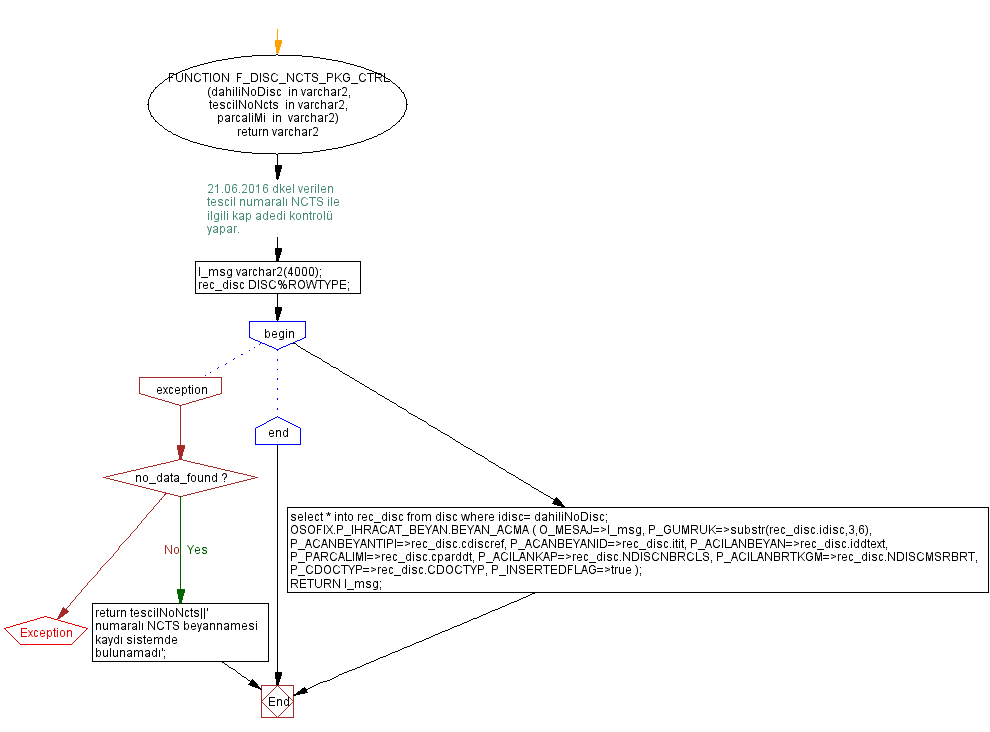 FUNCTION F_DISC_NCTS_PKG_CTRL
(dahiliNoDisc in varchar2,
tescilNoNcts in varchar2,
parcaliMi in varchar2)
return varchar2
21.06.2016 dkel verilen
tescil numaralı NCTS ile
ilgili kap adedi kontrolü
yapar.
l_msg varchar2(4000);
rec_disc DISC%ROWTYPE;
begin
exception
end
no_data_found ?
select * into rec_disc from disc where idisc= dahiliNoDisc;
OSOFIX.P_IHRACAT_BEYAN.BEYAN_ACMA ( O_MESAJ=>l_msg, P_GUMRUK=>substr(rec_disc.idisc,3,6),
P_ACANBEYANTIPI=>rec_disc.cdiscref, P_ACANBEYANID=>rec_disc.itit, P_ACILANBEYAN=>rec_disc.iddtext,
P_PARCALIMI=>rec_disc.cparddt, P_ACILANKAP=>rec_disc.NDISCNBRCLS, P_ACILANBRTKGM=>rec_disc.NDISCMSRBRT,
P_CDOCTYP=>rec_disc.CDOCTYP, P_INSERTEDFLAG=>true );
RETURN l_msg;
No Yes
Exception
return tescilNoNcts||'
numaralı NCTS beyannamesi
kaydı sistemde
bulunamadı';
End